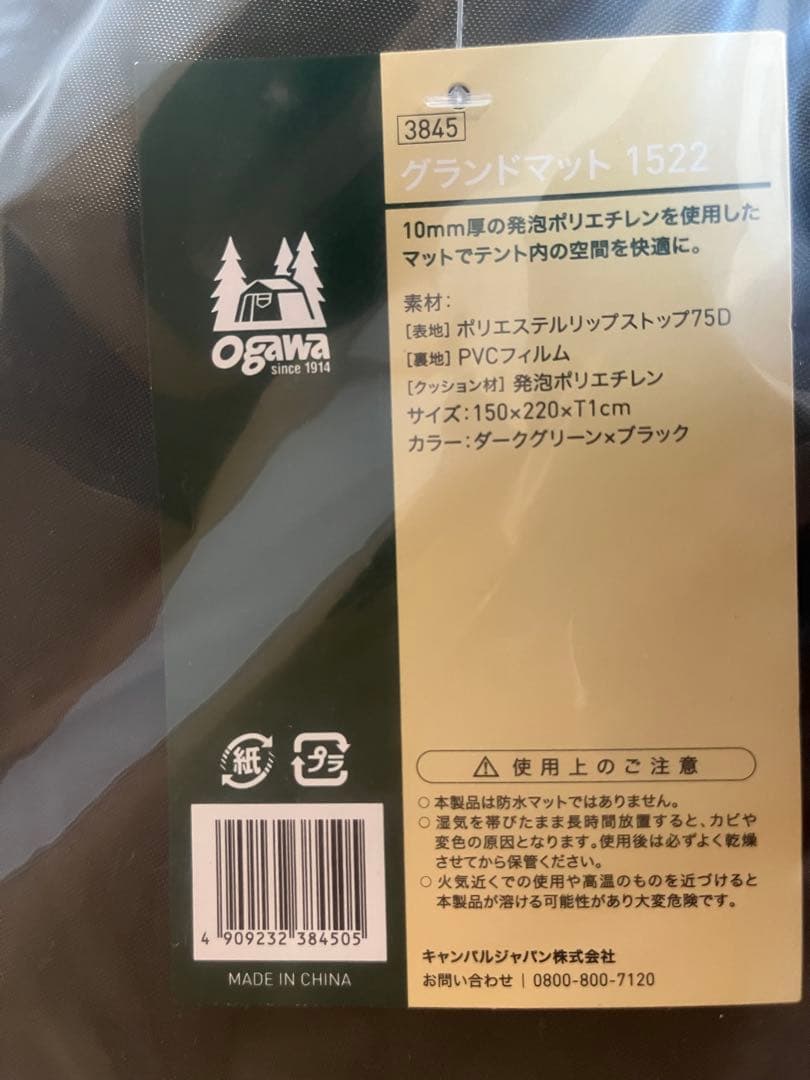 3845
グランドマット 1522
10mm厚の発泡ポリエチレンを使用した
マットでテント内の空間を快適に。
素材：
[表地] ポリエステルリップストップ75D
[裏地] PVCフィルム
[クッション材] 発泡ポリエチレン
サイズ：150×220×T1cm
カラー：ダークグリーン×ブラック
ogawa
since 1914
紙
プラ
4 909232 384505
MADE IN CHINA
⚠ 使用上のご注意
○ 本製品は防水マットではありません。
○ 湿気を帯びたまま長時間放置すると、カビや
変色の原因となります。使用後は必ずよく乾燥
させてから保管ください。
○ 火気近くでの使用や高温のものを近づけると
本製品が溶ける可能性があり大変危険です。
キャンパルジャパン株式会社
お問い合わせ | 0800-800-7120